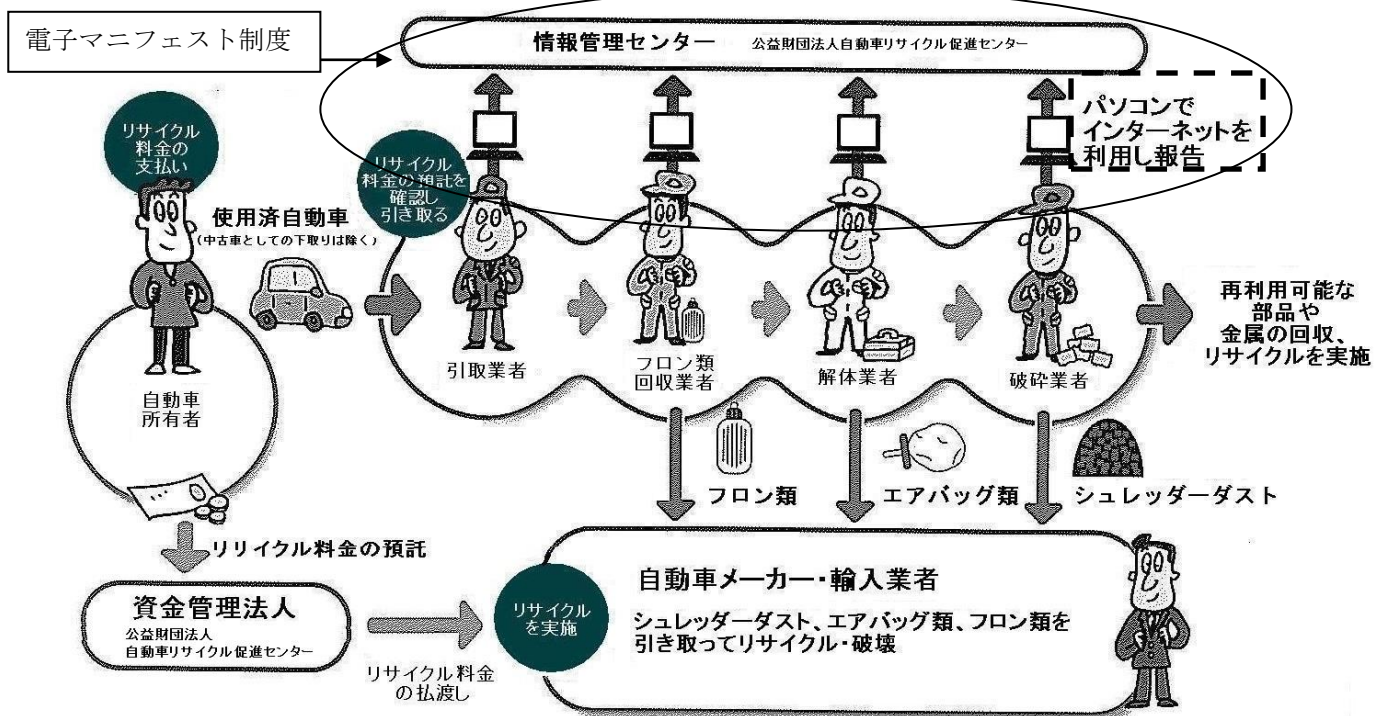 電子マニフェスト制度
情報管理センター 公益財団法人自動車リサイクル促進センター
パソコンで
インターネットを
利用し報告
リサイクル
料金の
支払い
リサイクル
料金の預託を
確認し
引き取る
使用済自動車
(中古車としての下取りは除く)
引取業者
フロン類
回収業者
解体業者
破砕業者
再利用可能な
部品や
金属の回収、
リサイクルを実施
自動車
所有者
フロン類
エアバッグ類
シュレッダーダスト
リリイクル料金の預託
資金管理法人
公益財団法人
自動車リサイクル促進センター
リサイクル料金
の払渡し
リサイクル
を実施
自動車メーカー・輸入業者
シュレッダーダスト、エアバッグ類、フロン類を
引き取ってリサイクル・破壊